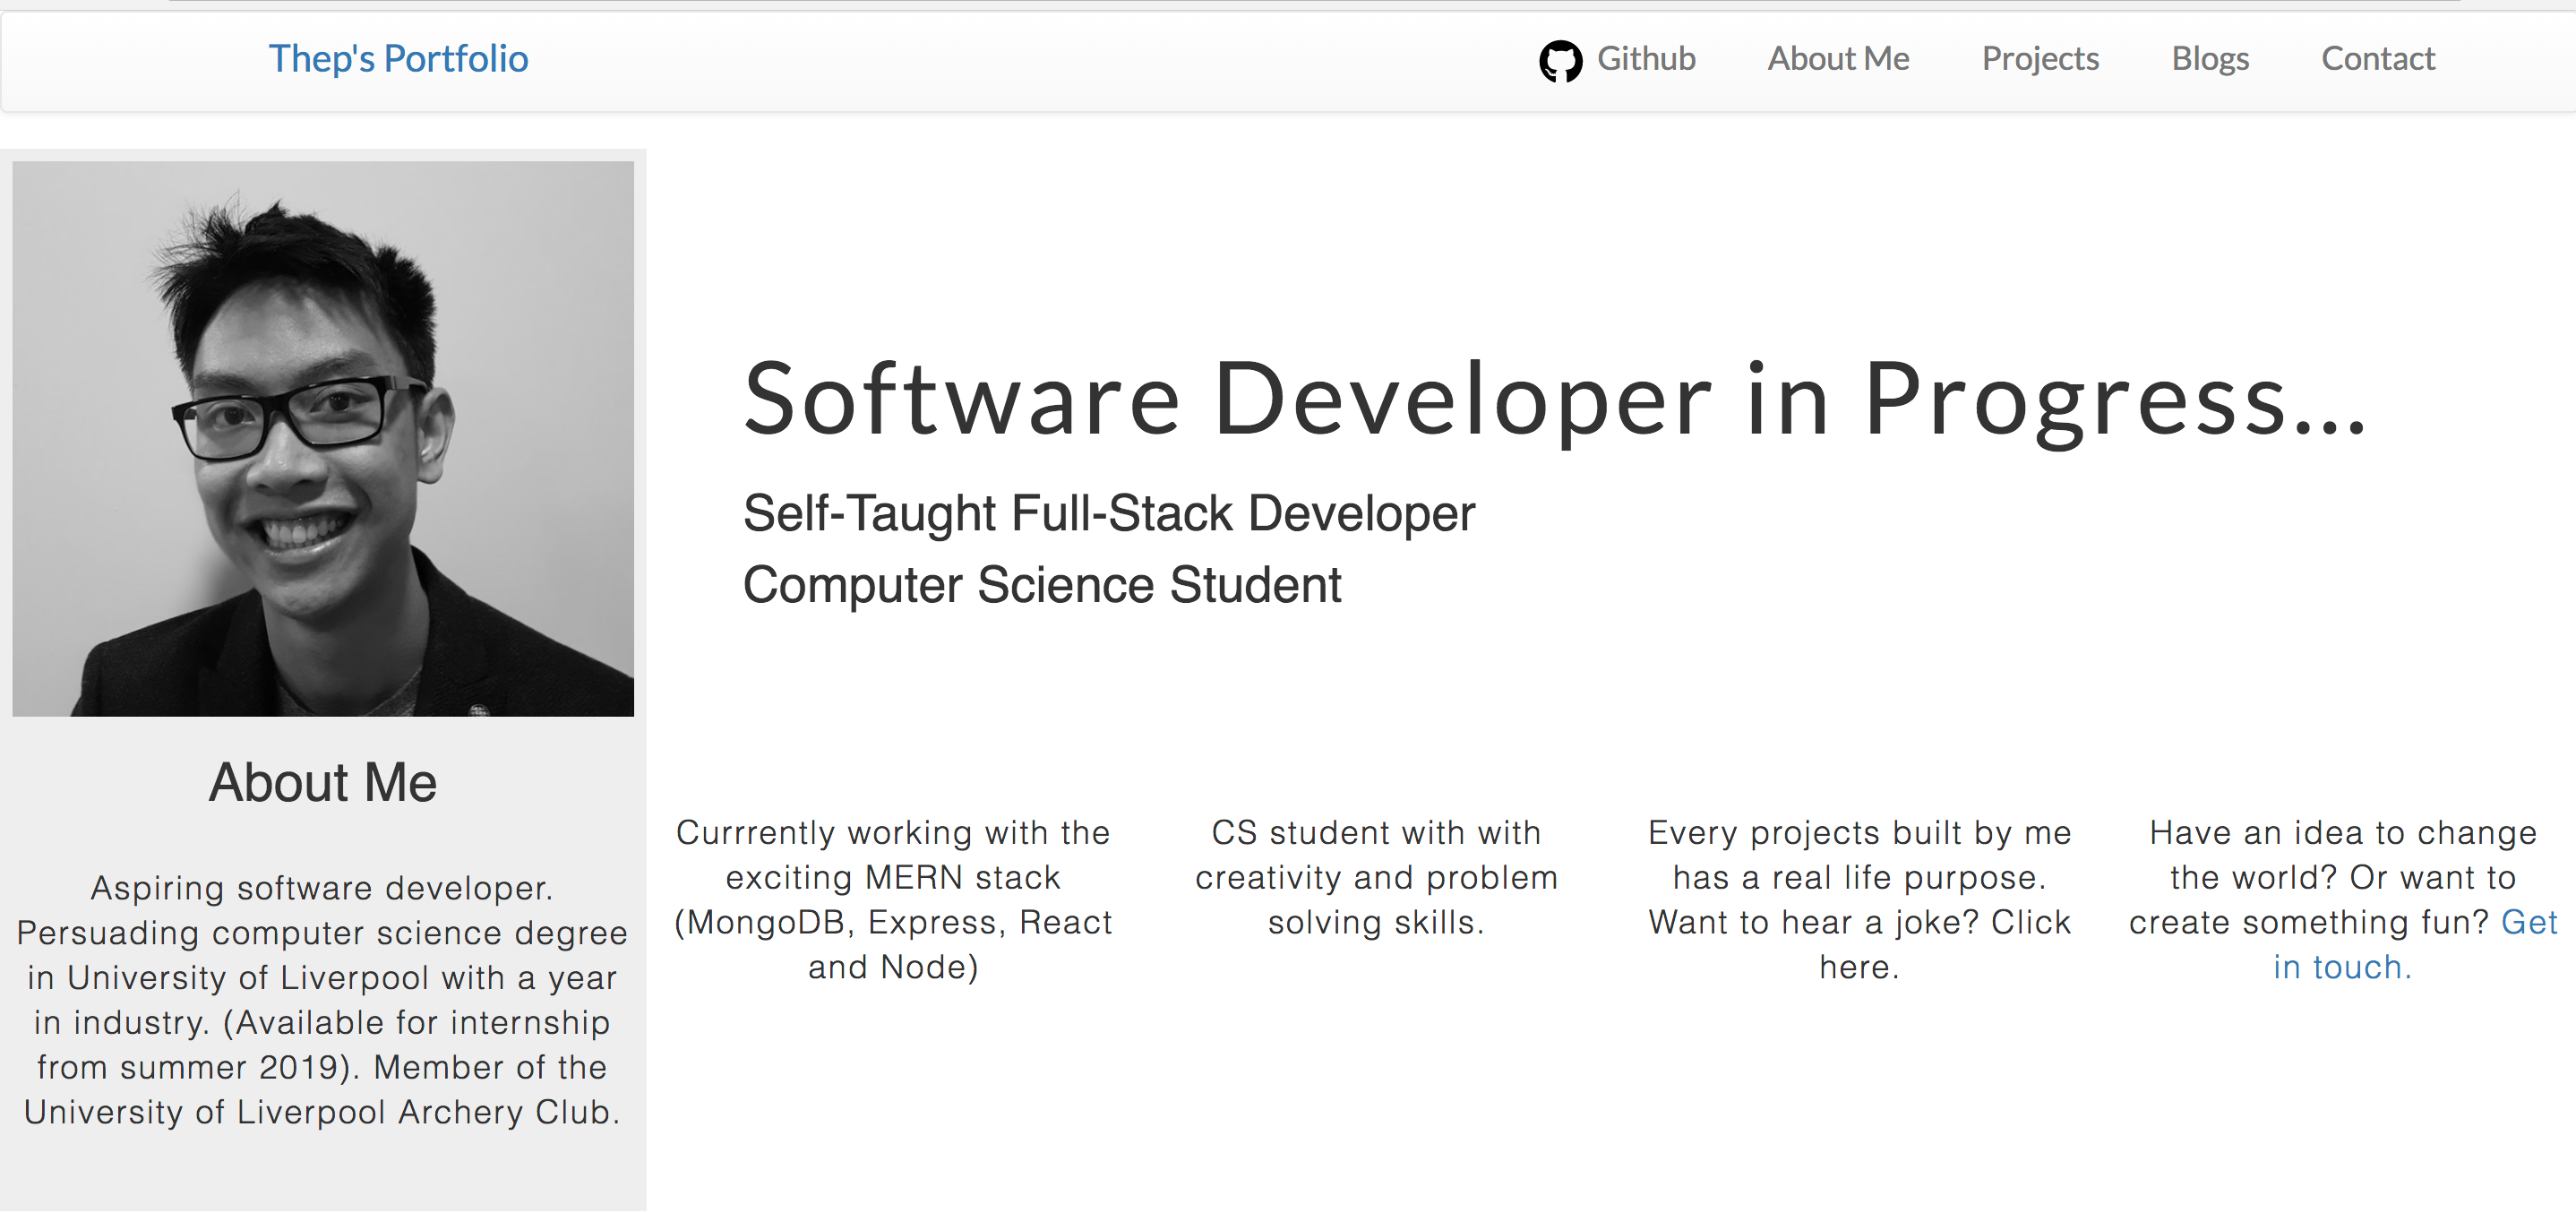 Thep's Portfolio
Github
About Me
Projects
Blogs
Contact
Software Developer in Progress...
Self-Taught Full-Stack Developer
Computer Science Student
About Me
Aspiring software developer.
Persuading computer science degree
in University of Liverpool with a year
in industry. (Available for internship
from summer 2019). Member of the
University of Liverpool Archery Club.
Currrently working with the
exciting MERN stack
(MongoDB, Express, React
and Node)
CS student with with
creativity and problem
solving skills.
Every projects built by me
has a real life purpose.
Want to hear a joke? Click
here.
Have an idea to change
the world? Or want to
create something fun? Get
in touch.